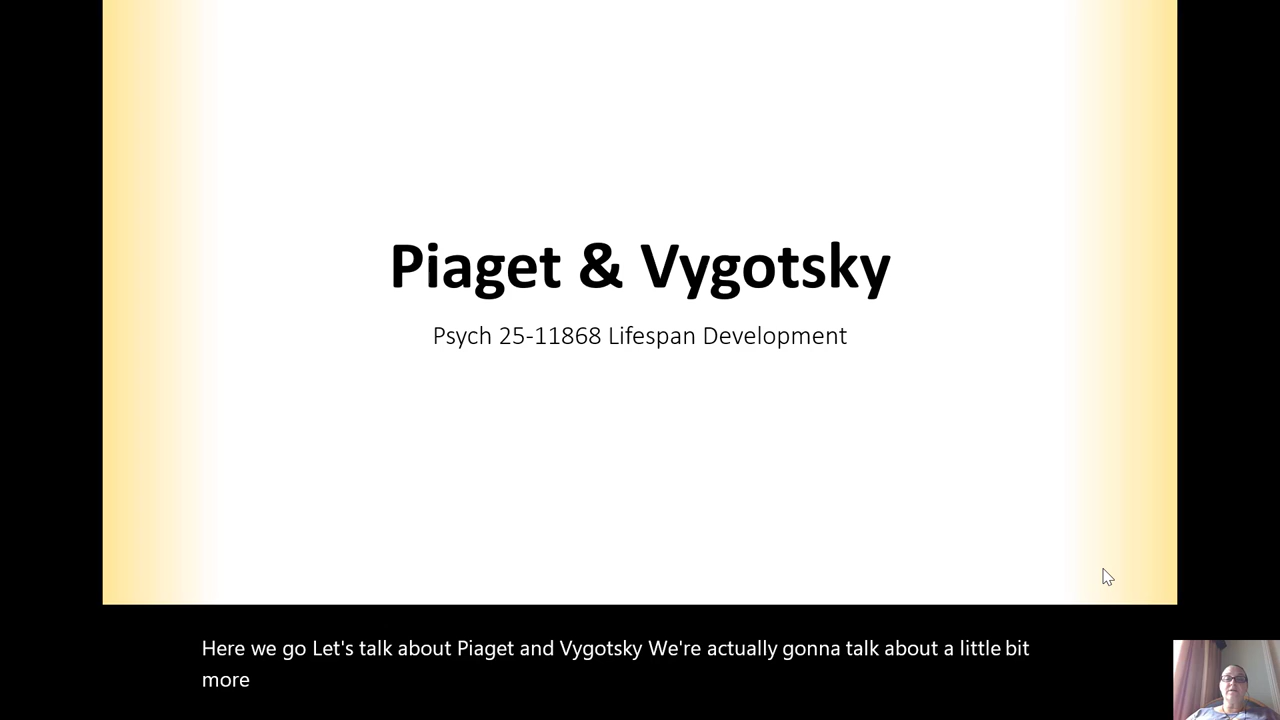 Piaget & Vygotsky
Psych 25-11868 Lifespan Development
Here we go Let's talk about Piaget and Vygotsky We're actually gonna talk about a little bit
more